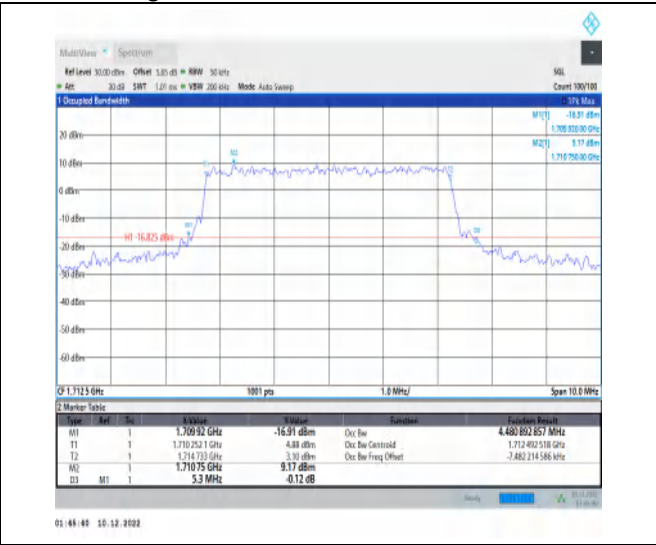 MultiView Spectrum
Ref Level 30.00 dBm Offset 5.85 dB RBW 50 kHz SGL
Att 30 dB SWT 1.01 ms VBW 200 kHz Mode Auto Sweep Count 100/100
1 Occupied Bandwidth 1Pk Max
M1[1] -16.91 dBm
1.709 920 00 GHz
M2[1] 9.17 dBm
1.710 750 00 GHz
20 dBm
10 dBm
0 dBm
-10 dBm
H1 -16.825 dBm
-20 dBm
-30 dBm
-40 dBm
-50 dBm
-60 dBm
CF 1.7125 GHz 1001 pts 1.0 MHz/ Span 10.0 MHz
2 Marker Table
Type Ref Trc X-Value Y-Value Function Function Result
M1 1 1.709 92 GHz -16.91 dBm Occ Bw 4.480 892 857 MHz
T1 1 1.710 252 1 GHz 4.88 dBm Occ Bw Centroid 1.712 492 518 GHz
T2 1 1.714 733 GHz 3.10 dBm Occ Bw Freq Offset -7.482 214 586 kHz
M2 1 1.710 75 GHz 9.17 dBm
D3 M1 1 5.3 MHz -0.12 dB
Ready
01:45:40 10.12.2022